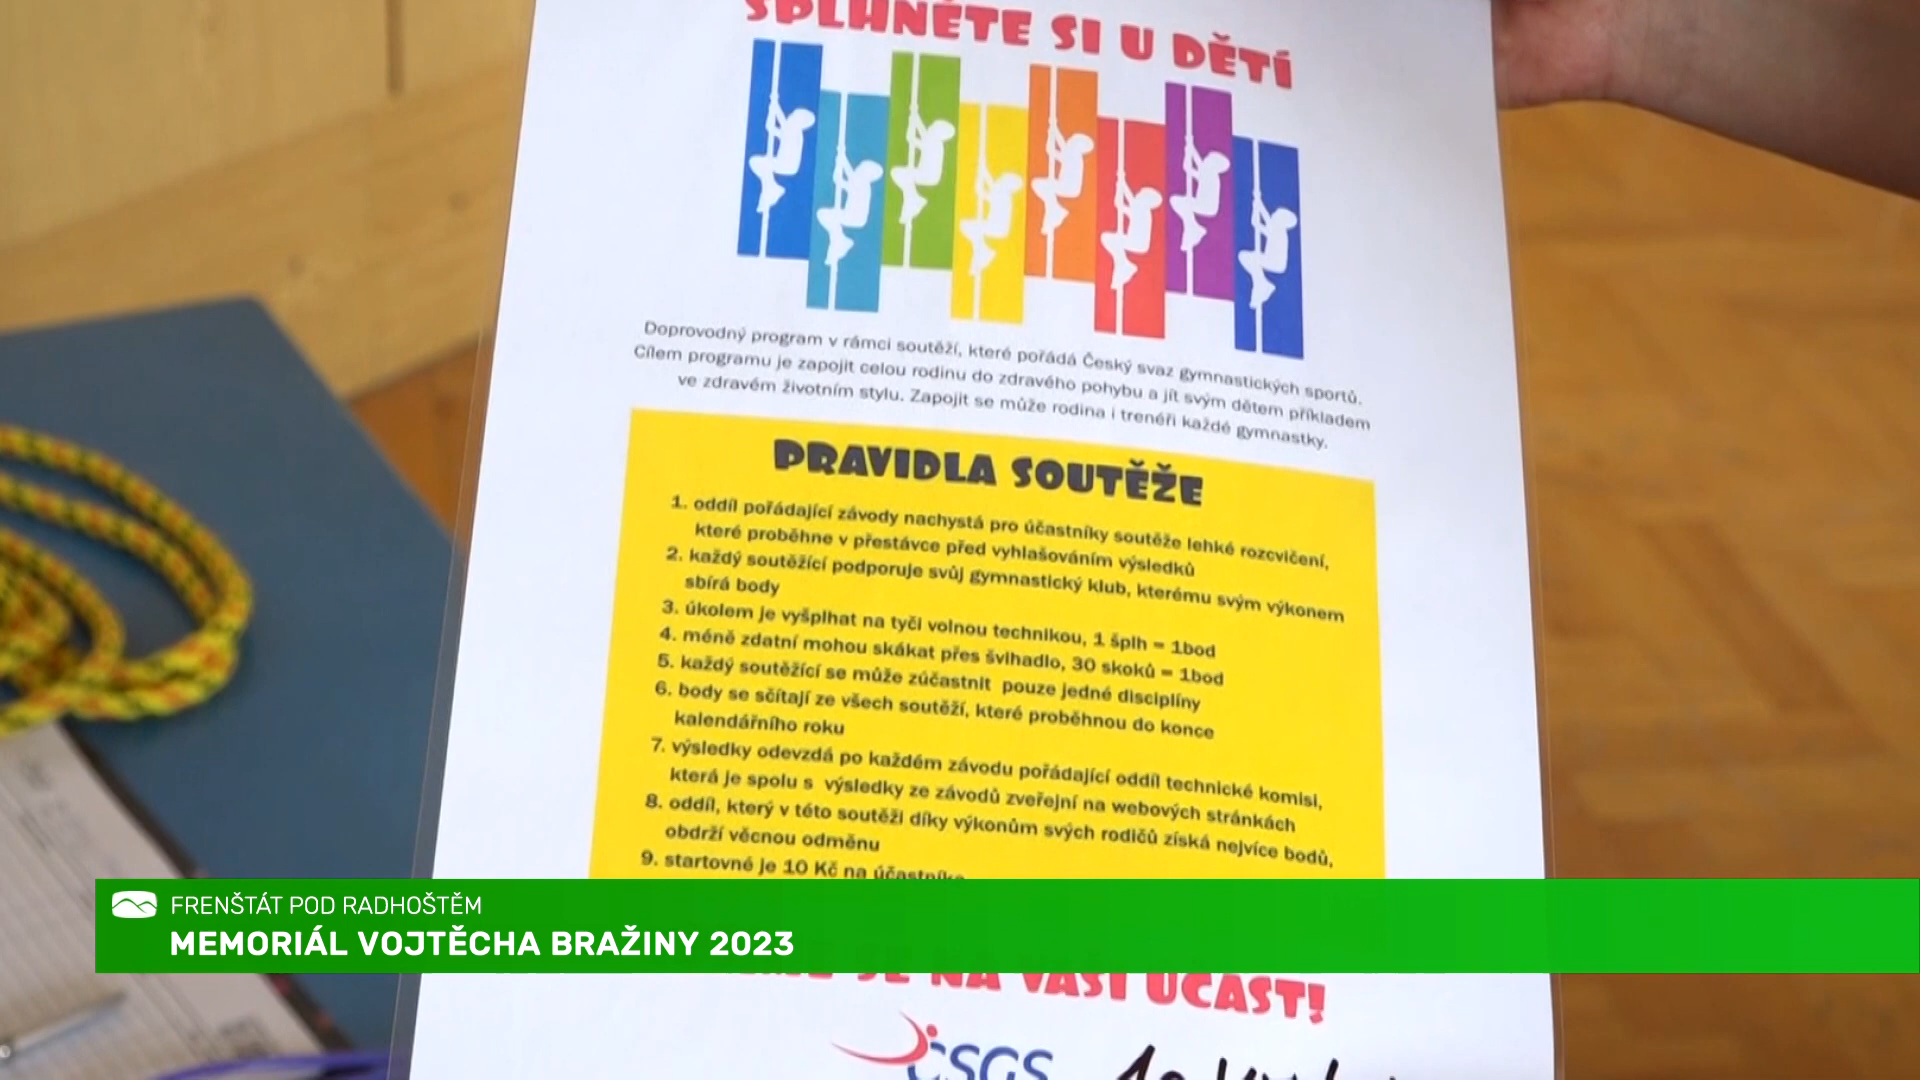 SPLHNĚTE SI U DĚTÍ
Doprovodný program v rámci soutěží, které pořádá Český svaz gymnastických sportů.
Cílem programu je zapojit celou rodinu do zdravého pohybu a jít svým dětem příkladem
ve zdravém životním stylu. Zapojit se může rodina i trenéři každé gymnastky.
PRAVIDLA SOUTĚŽE
1. oddíl pořádající závody nachystá pro účastníky soutěže lehké rozcvičení,
které proběhne v přestávce před vyhlašováním výsledků
2. každý soutěžící podporuje svůj gymnastický klub, kterému svým výkonem
sbírá body
3. úkolem je vyšplhat na tyči volnou technikou, 1 šplh = 1bod
4. méně zdatní mohou skákat přes švihadlo, 30 skoků = 1bod
5. každý soutěžící se může zúčastnit pouze jedné disciplíny
6. body se sčítají ze všech soutěží, které proběhnou do konce
kalendářního roku
7. výsledky odevzdá po každém závodu pořádající oddíl technické komisi,
která je spolu s výsledky ze závodů zveřejní na webových stránkách
8. oddíl, který v této soutěži díky výkonům svých rodičů získá nejvíce bodů,
obdrží věcnou odměnu
9. startovné je 10 Kč na účastníka
FRENŠTÁT POD RADHOŠTĚM
MEMORIÁL VOJTĚCHA BRAŽINY 2023
SE NA VAŠI ÚČAST!
ČSGS